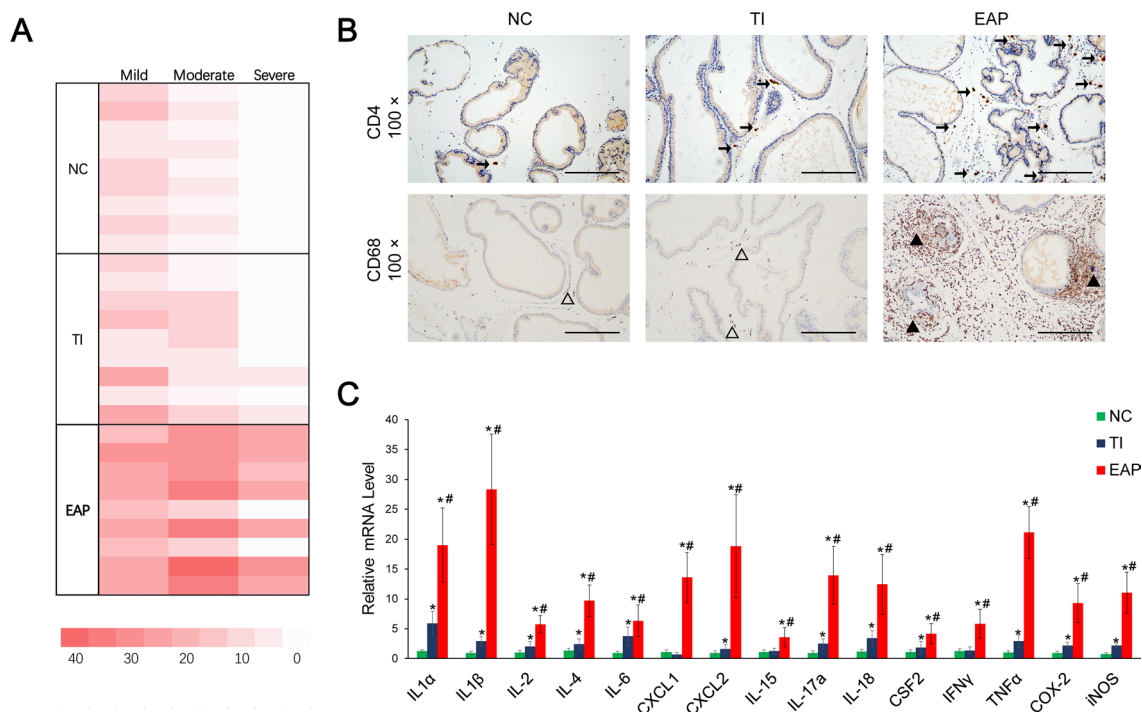 A
Mild Moderate Severe
NC
TI
EAP
40 30 20 10 0
B
NC TI EAP
CD4
100 ×
CD68
100 ×
C
40
35
30
25
20
15
10
5
0
Relative mRNA Level
NC
TI
EAP
* *# * *# * *# * *# * *# *# * *# *# * *# * *# * *# *# * *# * *# * *#
IL1α IL1β IL-2 IL-4 IL-6 CXCL1 CXCL2 IL-15 IL-17a IL-18 CSF2 IFNγ TNFα COX-2 iNOS